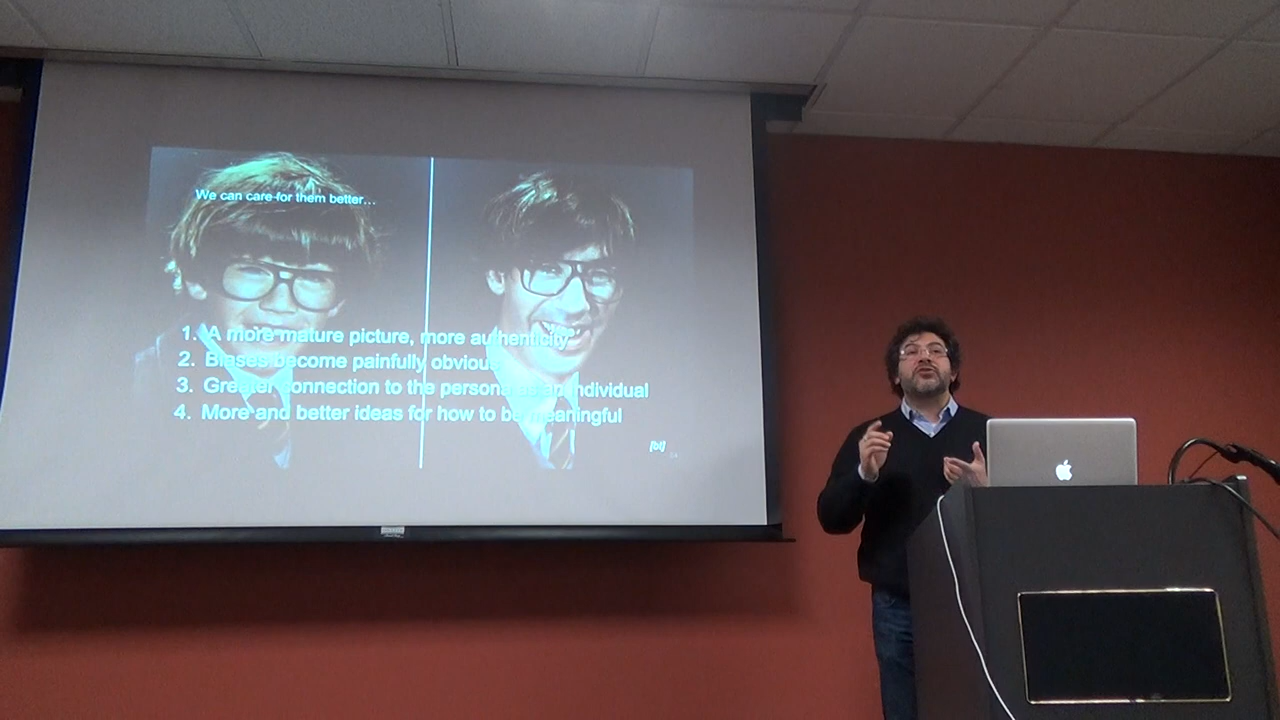 We can care for them better…
1. A more mature picture, more authenticity
2. Biases become painfully obvious
3. Greater connection to the person as an individual
4. More and better ideas for how to be meaningful